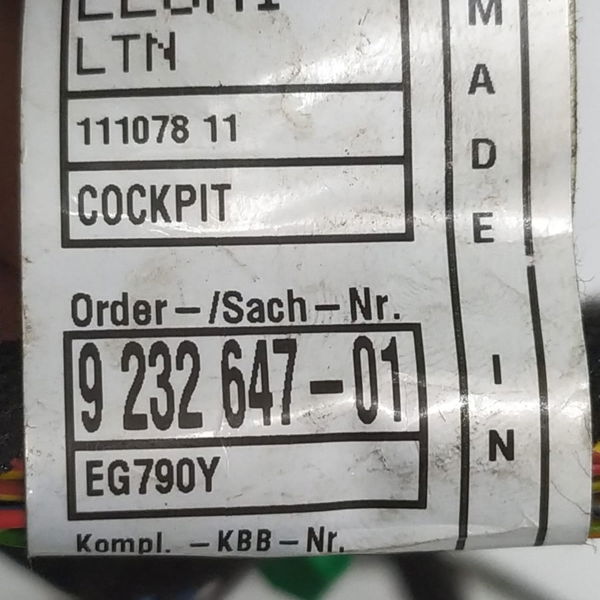 LTN
111078 11
COCKPIT
Order-/Sach-Nr.
9 232 647-01
EG790Y
Kompl. -KBB-Nr.
MADE IN